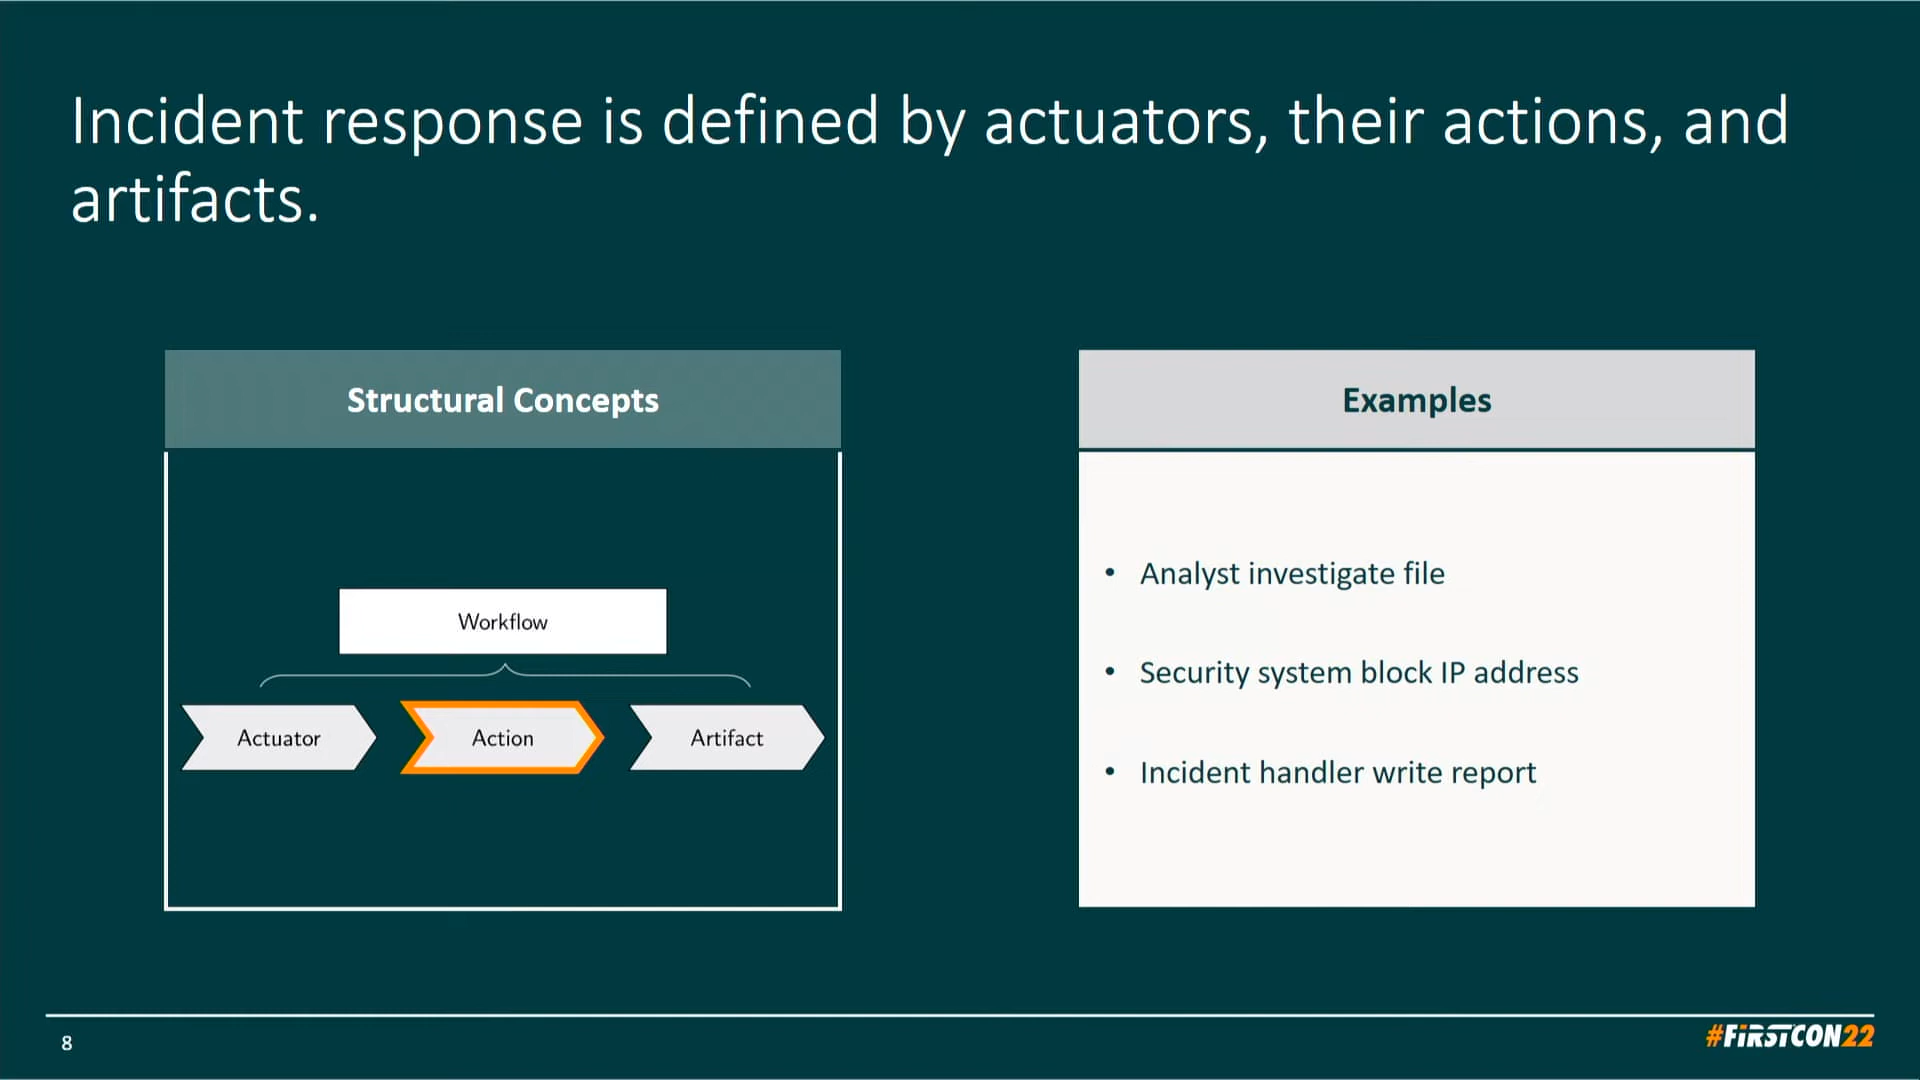 Incident response is defined by actuators, their actions, and
artifacts.
Structural Concepts
Workflow
Actuator
Action
Artifact
Examples
• Analyst investigate file
• Security system block IP address
• Incident handler write report
8
#FiRSTCON22